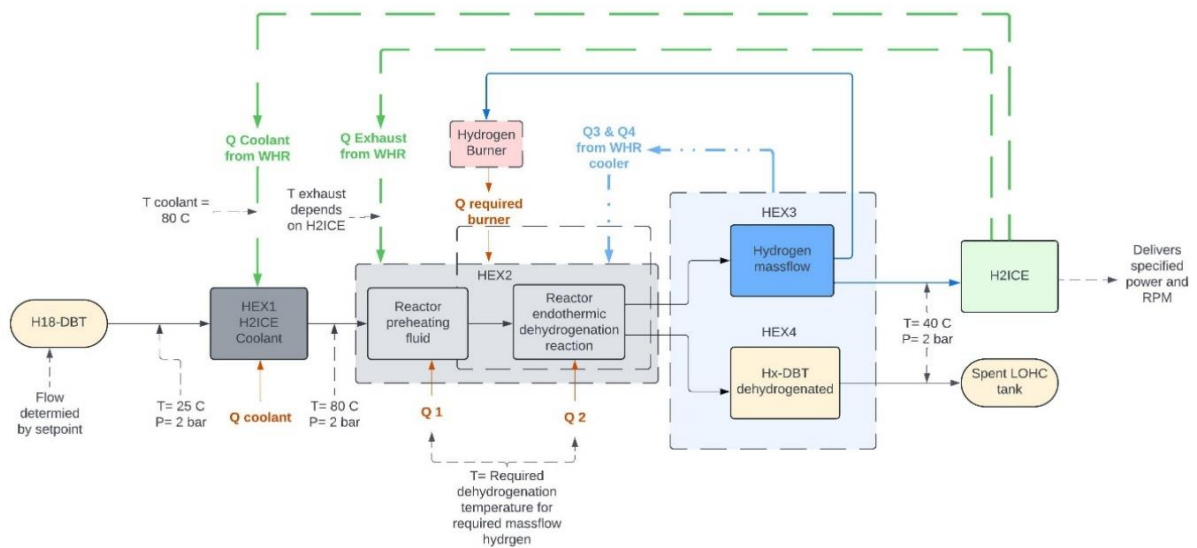 Q Coolant
from WHR
Q Exhaust
from WHR
Hydrogen
Burner
Q3 & Q4
from WHR
cooler
T coolant =
80 C
T exhaust
depends
on H2ICE
Q required
burner
HEX3
Hydrogen
massflow
H2ICE
Delivers
specified
power and
RPM
HEX2
H18-DBT
HEX1
H2ICE
Coolant
Reactor
preheating
fluid
Reactor
endothermic
dehydrogenation
reaction
HEX4
Hx-DBT
dehydrogenated
T= 40 C
P= 2 bar
Spent LOHC
tank
Flow
determied
by setpoint
T= 25 C
P= 2 bar
Q coolant
T= 80 C
P= 2 bar
Q 1
Q 2
T= Required
dehydrogenation
temperature for
required massflow
hydrgen